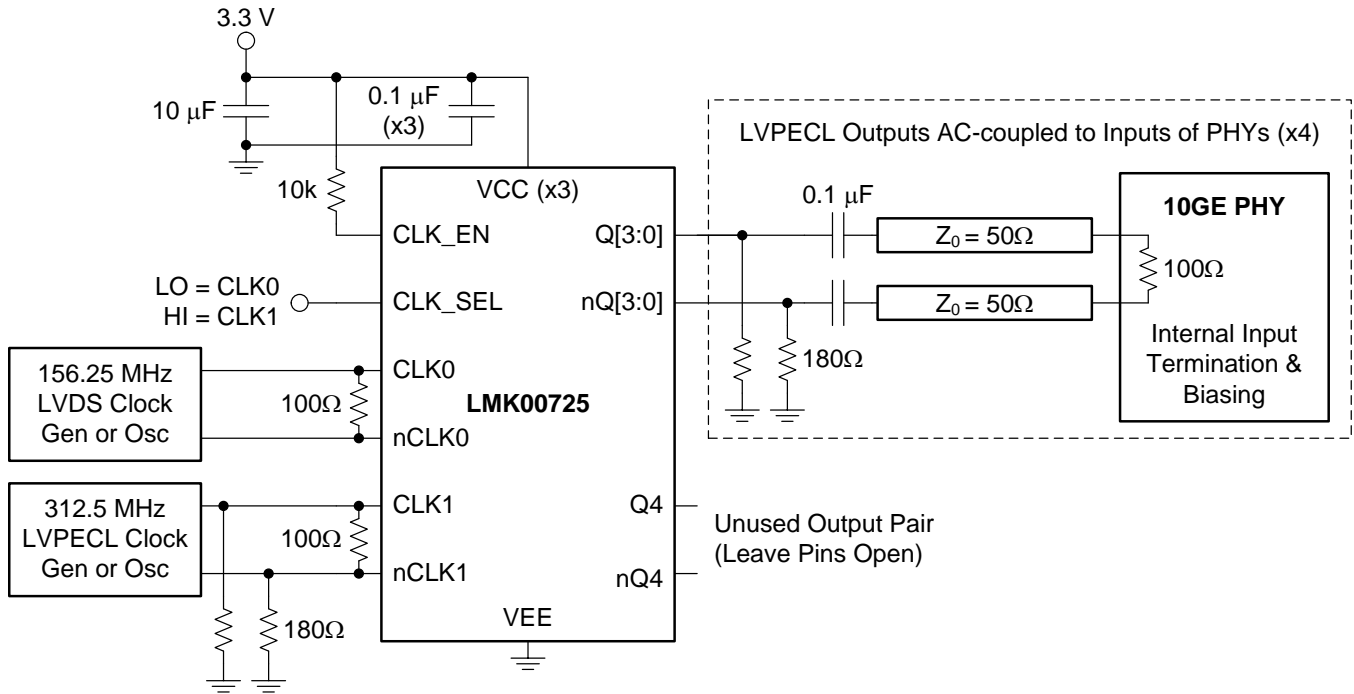 3.3 V
10 μF
0.1 μF
(x3)
10k
VCC (x3)
CLK_EN
CLK_SEL
LO = CLK0
HI = CLK1
156.25 MHz
LVDS Clock
Gen or Osc
100Ω
CLK0
nCLK0
LMK00725
312.5 MHz
LVPECL Clock
Gen or Osc
100Ω
CLK1
nCLK1
180Ω
VEE
Q[3:0]
nQ[3:0]
Q4
nQ4
Unused Output Pair
(Leave Pins Open)
LVPECL Outputs AC-coupled to Inputs of PHYs (x4)
0.1 μF
Z0 = 50Ω
Z0 = 50Ω
180Ω
10GE PHY
100Ω
Internal Input
Termination &
Biasing